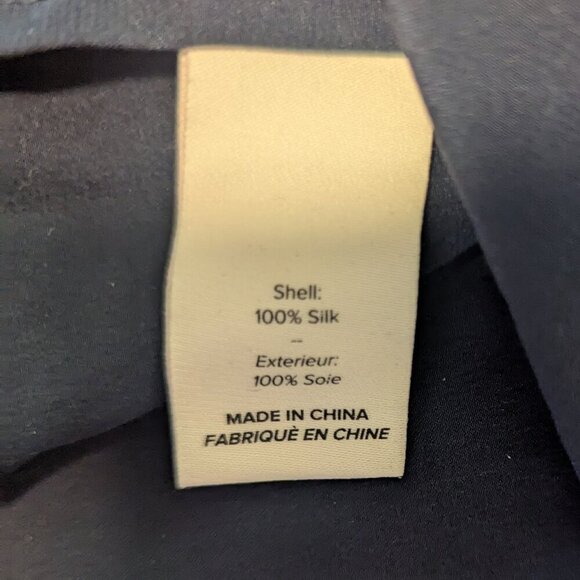 Shell:
100% Silk
--
Exterieur:
100% Soie
MADE IN CHINA
FABRIQUÈ EN CHINE